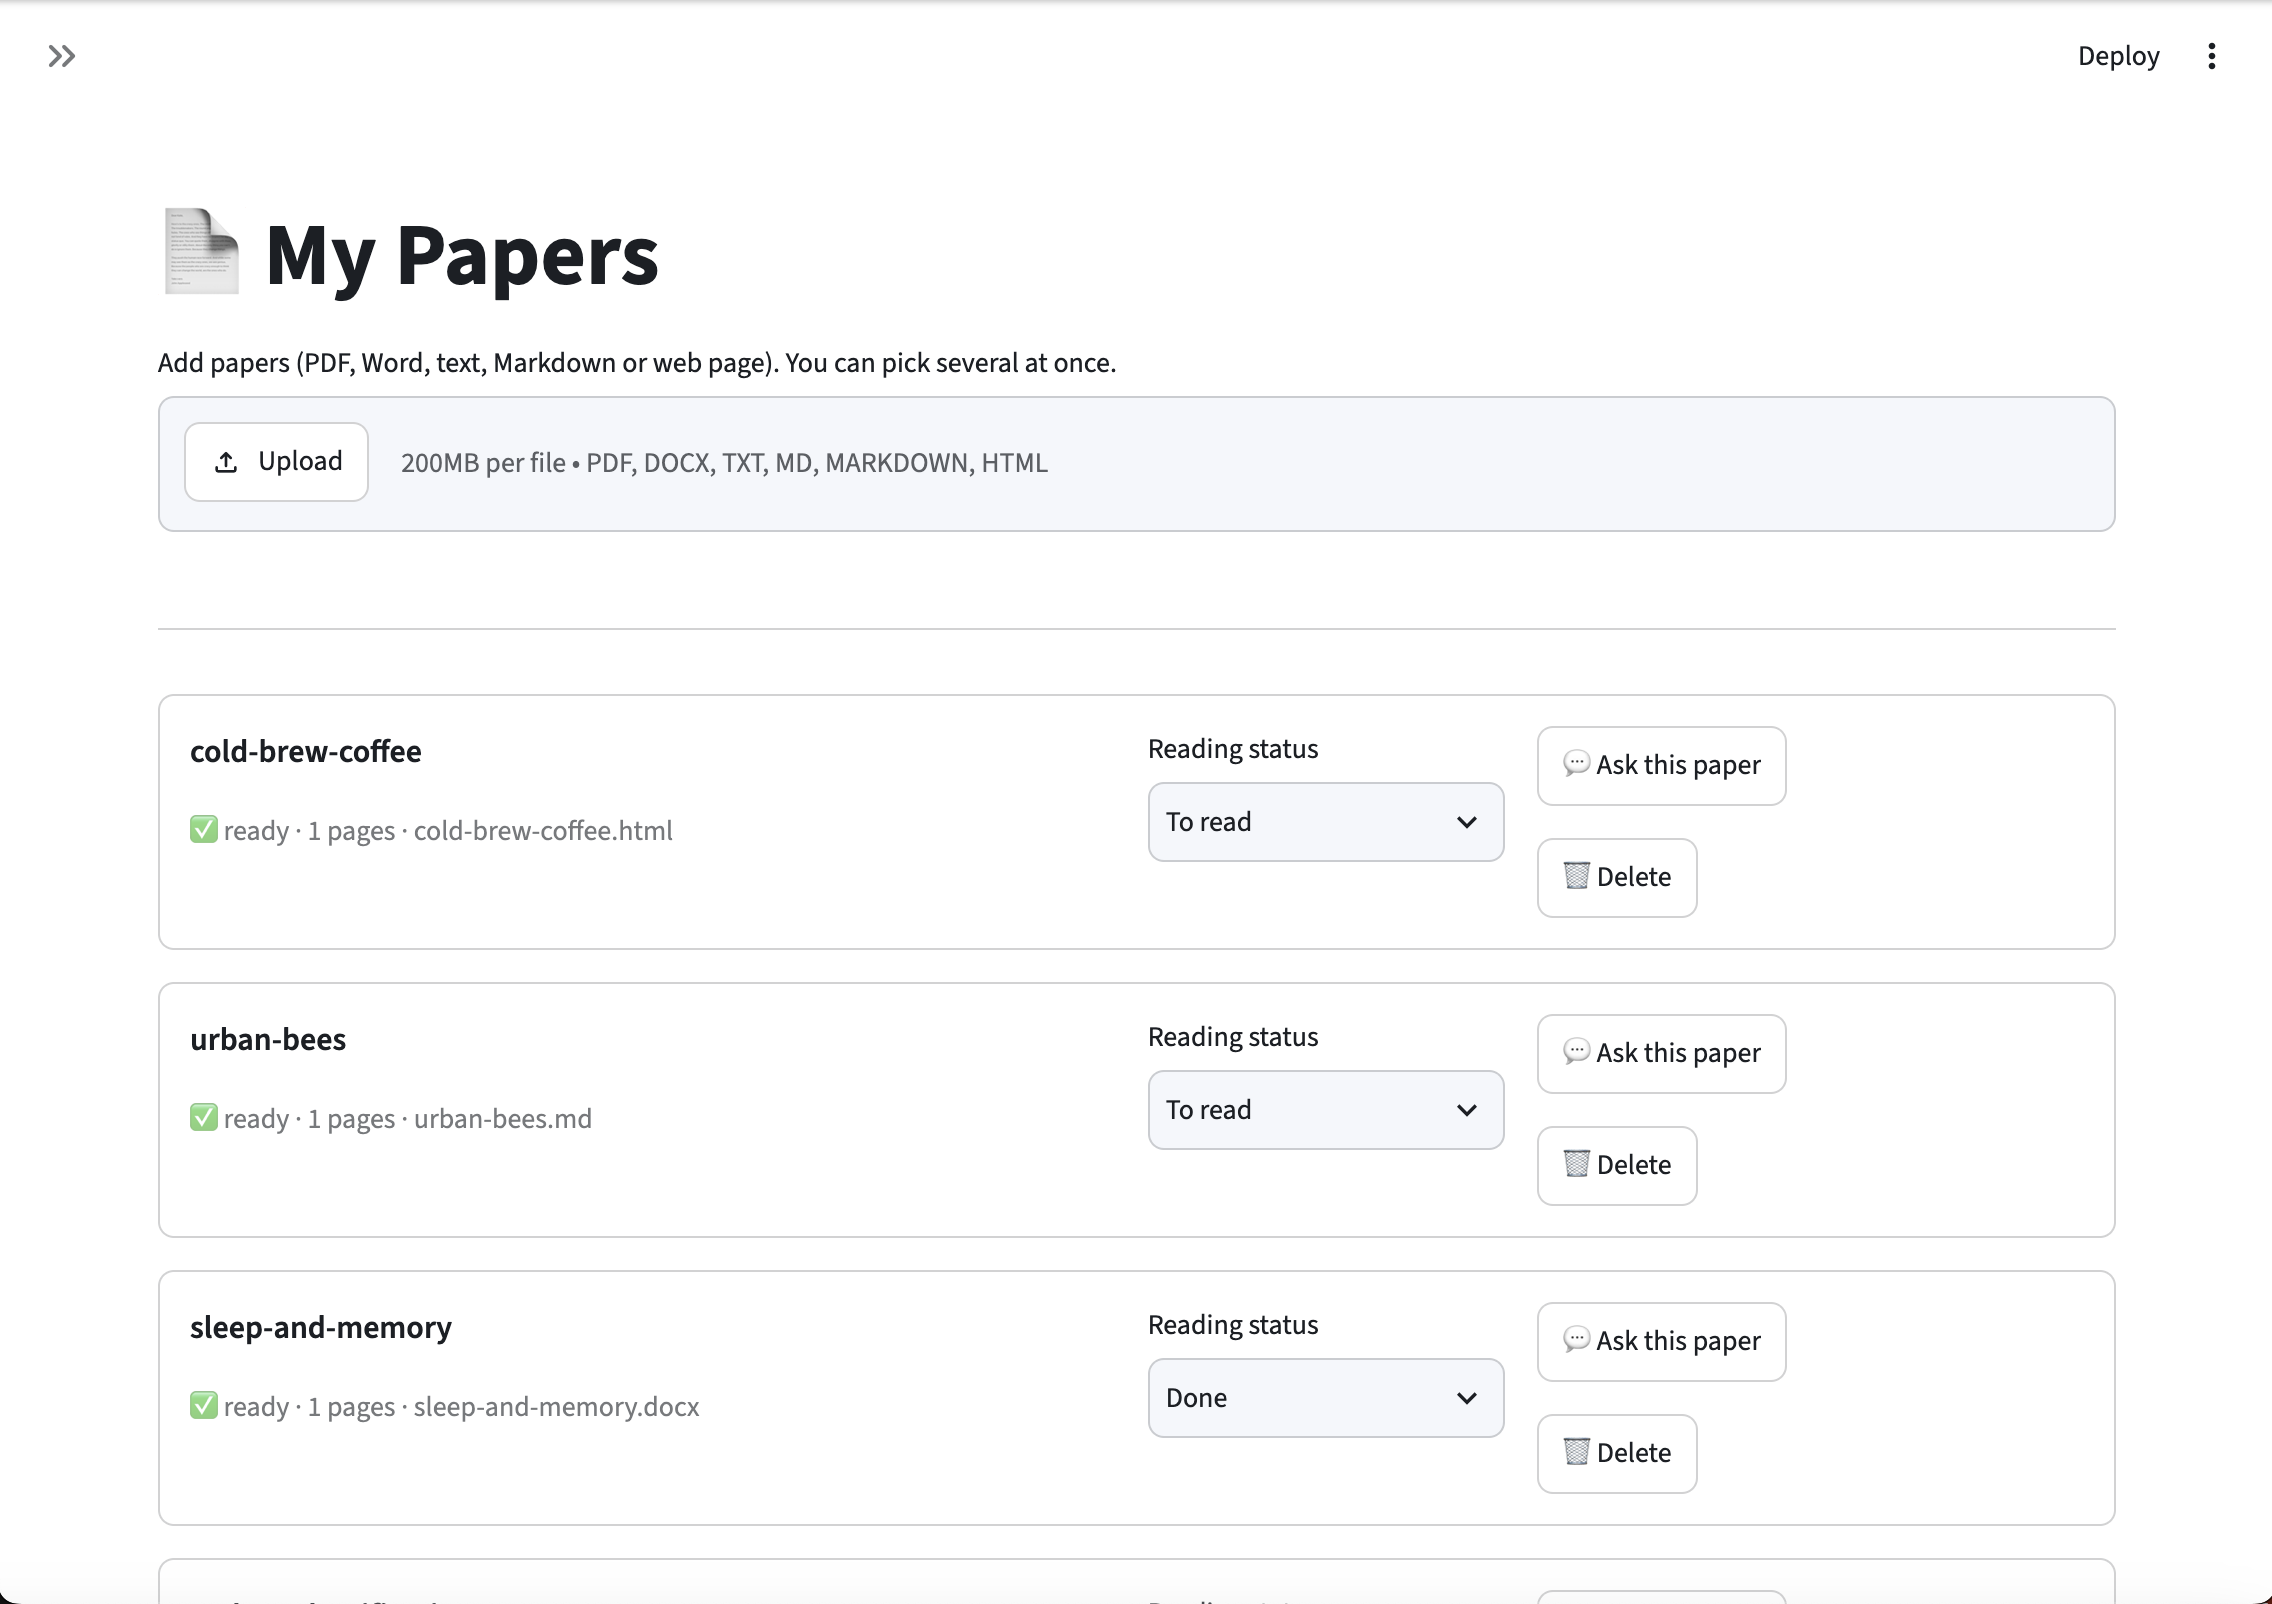 Deploy
My Papers
Add papers (PDF, Word, text, Markdown or web page). You can pick several at once.
Upload
200MB per file • PDF, DOCX, TXT, MD, MARKDOWN, HTML
cold-brew-coffee
ready · 1 pages · cold-brew-coffee.html
Reading status
To read
Ask this paper
Delete
urban-bees
ready · 1 pages · urban-bees.md
Reading status
To read
Ask this paper
Delete
sleep-and-memory
ready · 1 pages · sleep-and-memory.docx
Reading status
Done
Ask this paper
Delete